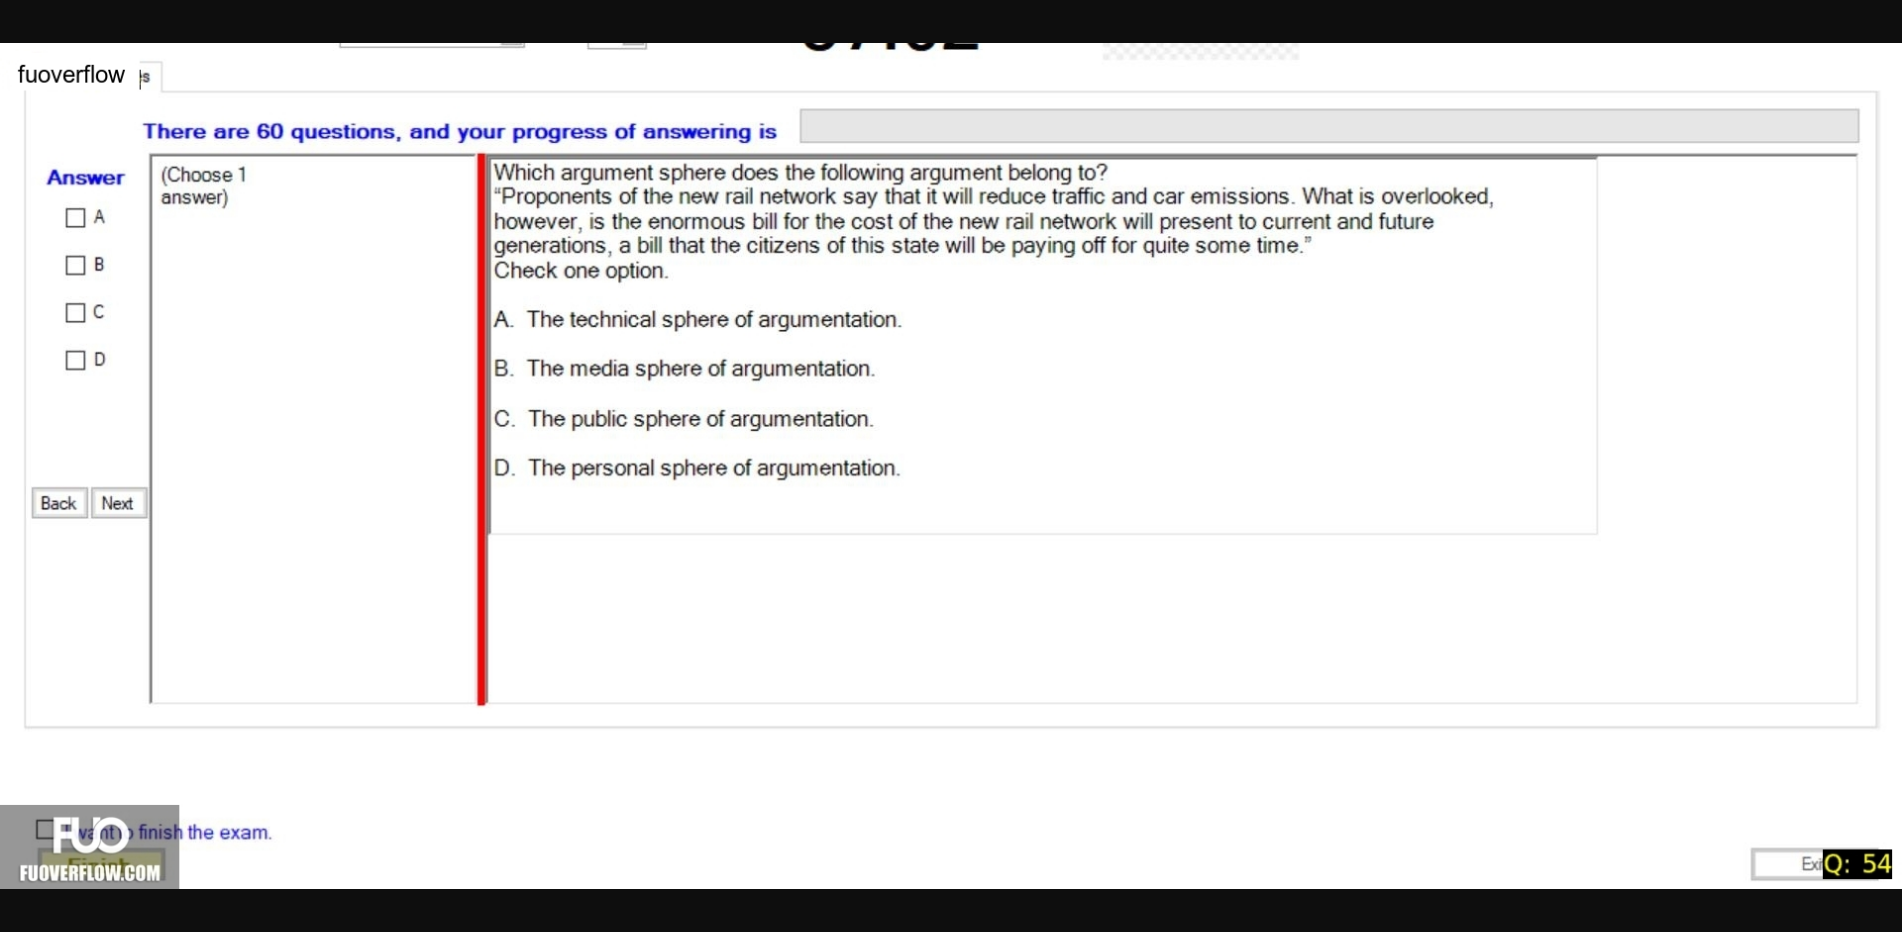 fuoverflow
There are 60 questions, and your progress of answering is
Answer
(Choose 1
answer)
A
B
C
D
Back Next
Which argument sphere does the following argument belong to?
“Proponents of the new rail network say that it will reduce traffic and car emissions. What is overlooked,
however, is the enormous bill for the cost of the new rail network will present to current and future
generations, a bill that the citizens of this state will be paying off for quite some time.”
Check one option.
A. The technical sphere of argumentation.
B. The media sphere of argumentation.
C. The public sphere of argumentation.
D. The personal sphere of argumentation.
I want to finish the exam.
FUO
Finish
FUOVERFLOW.COM
Q: 54